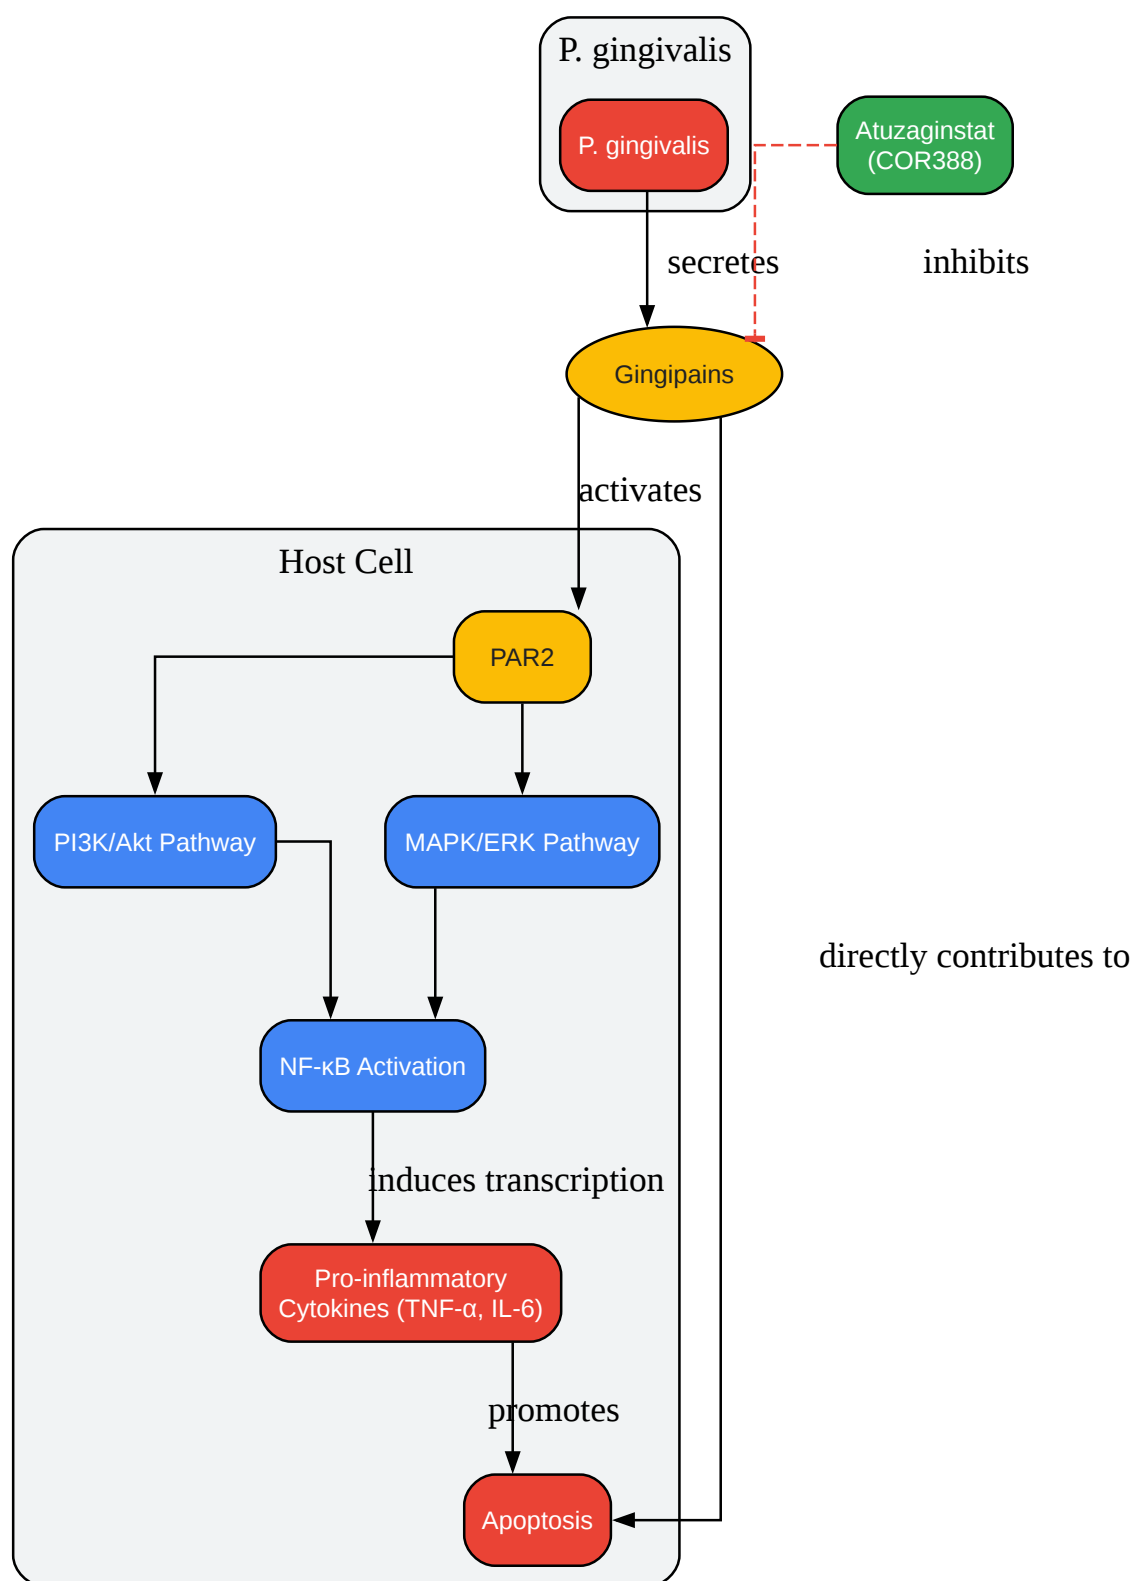 P. gingivalis
P. gingivalis
Atuzaginstat
(COR388)
secretes
inhibits
Gingipains
activates
Host Cell
PAR2
PI3K/Akt Pathway
MAPK/ERK Pathway
directly contributes to
NF-κB Activation
induces transcription
Pro-inflammatory
Cytokines (TNF-α, IL-6)
promotes
Apoptosis